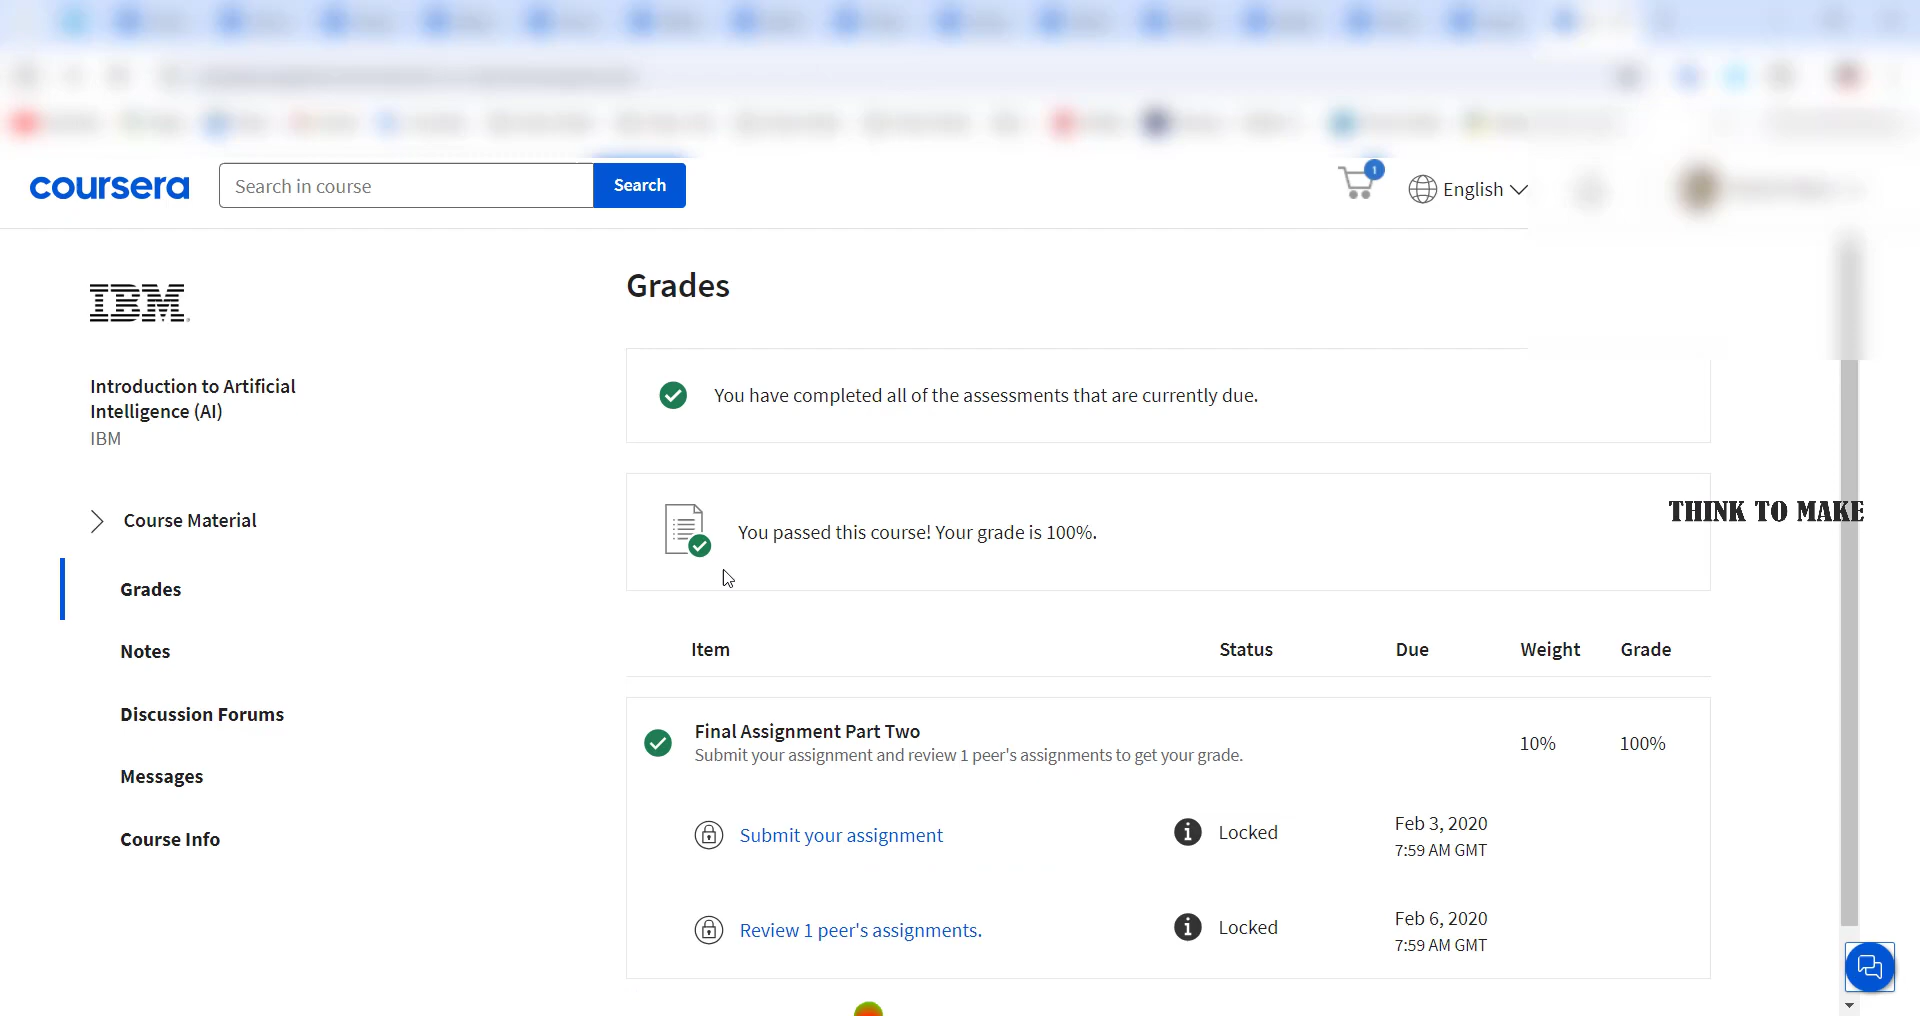 coursera
Search in course
Search
1
English
IBM
Introduction to Artificial
Intelligence (AI)
IBM
Course Material
Grades
Notes
Discussion Forums
Messages
Course Info
Grades
You have completed all of the assessments that are currently due.
You passed this course! Your grade is 100%.
THINK TO MAKE
Item Status Due Weight Grade
Final Assignment Part Two
Submit your assignment and review 1 peer's assignments to get your grade.
10% 100%
Submit your assignment
Locked
Feb 3, 2020
7:59 AM GMT
Review 1 peer's assignments.
Locked
Feb 6, 2020
7:59 AM GMT